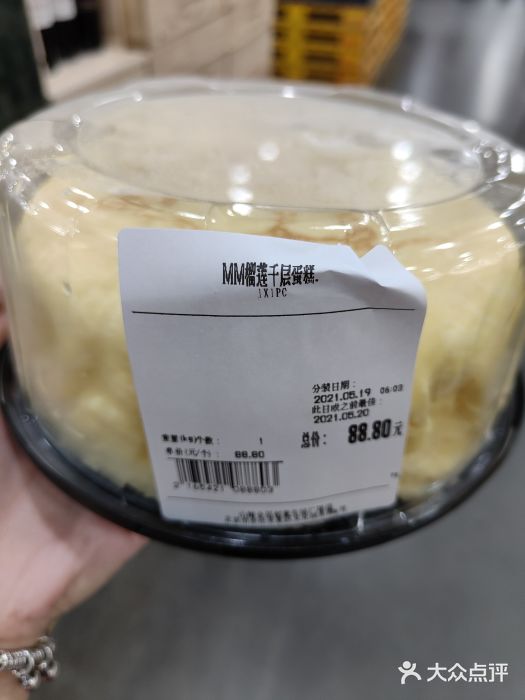 MM榴莲千层蛋糕
1X1PC
分装日期：
2021.05.19 06:03
此日或之前最佳：
2021.05.20
重量(kg)/个数： 1
单价(元/个)： 88.80
总价： 88.80元
大众点评